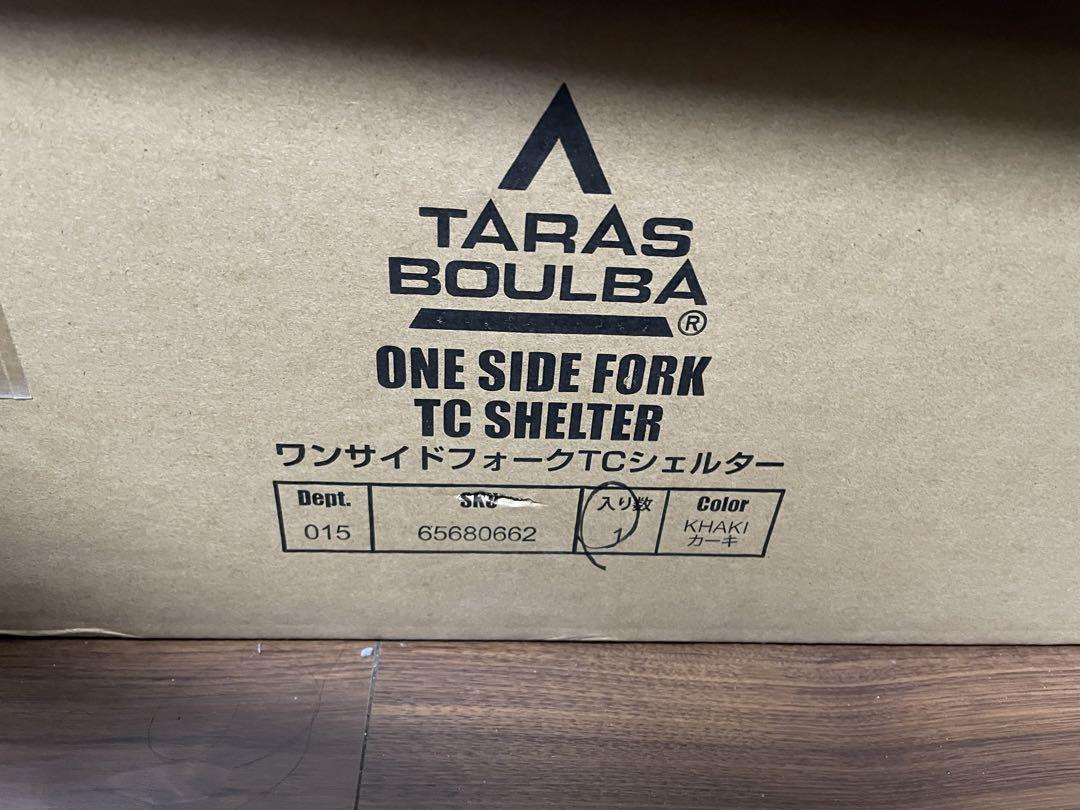 TARAS
BOULBA
®
ONE SIDE FORK
TC SHELTER
ワンサイドフォークTCシェルター
Dept. SKU 入り数 Color
015 65680662 1 KHAKI
カーキ